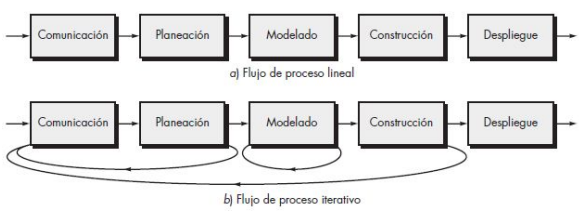 Comunicación Planeación Modelado Construcción Despliegue
a) Flujo de proceso lineal
Comunicación Planeación Modelado Construcción Despliegue
b) Flujo de proceso iterativo